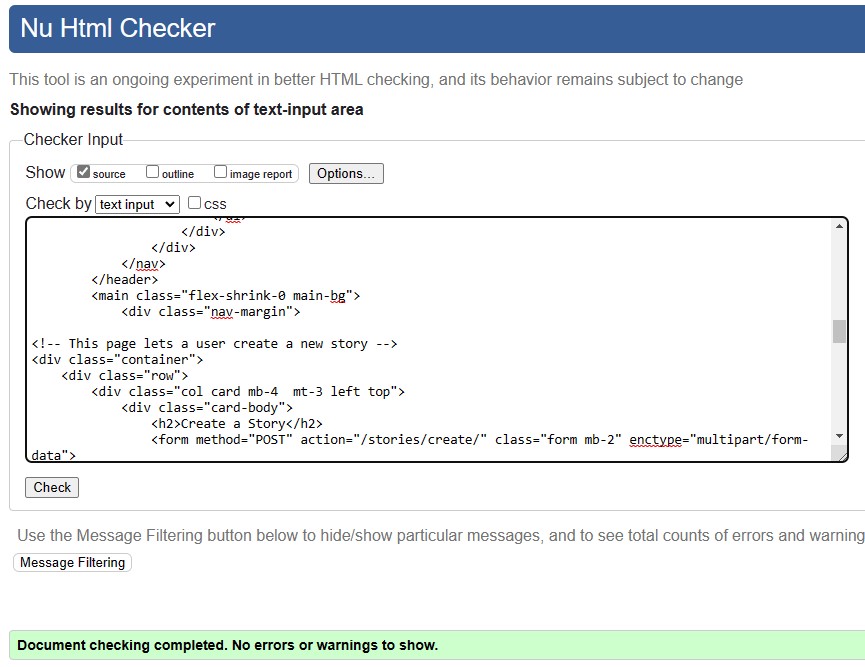 Nu Html Checker
This tool is an ongoing experiment in better HTML checking, and its behavior remains subject to change
Showing results for contents of text-input area
Checker Input
Show source outline image report Options...
Check by text input css
</div>
</div>
</nav>
</header>
<main class="flex-shrink-0 main-bg">
<div class="nav-margin">
<!-- This page lets a user create a new story -->
<div class="container">
<div class="row">
<div class="col card mb-4  mt-3 left top">
<div class="card-body">
<h2>Create a Story</h2>
<form method="POST" action="/stories/create/" class="form mb-2" enctype="multipart/form-
data">
Check
Use the Message Filtering button below to hide/show particular messages, and to see total counts of errors and warning
Message Filtering
Document checking completed. No errors or warnings to show.